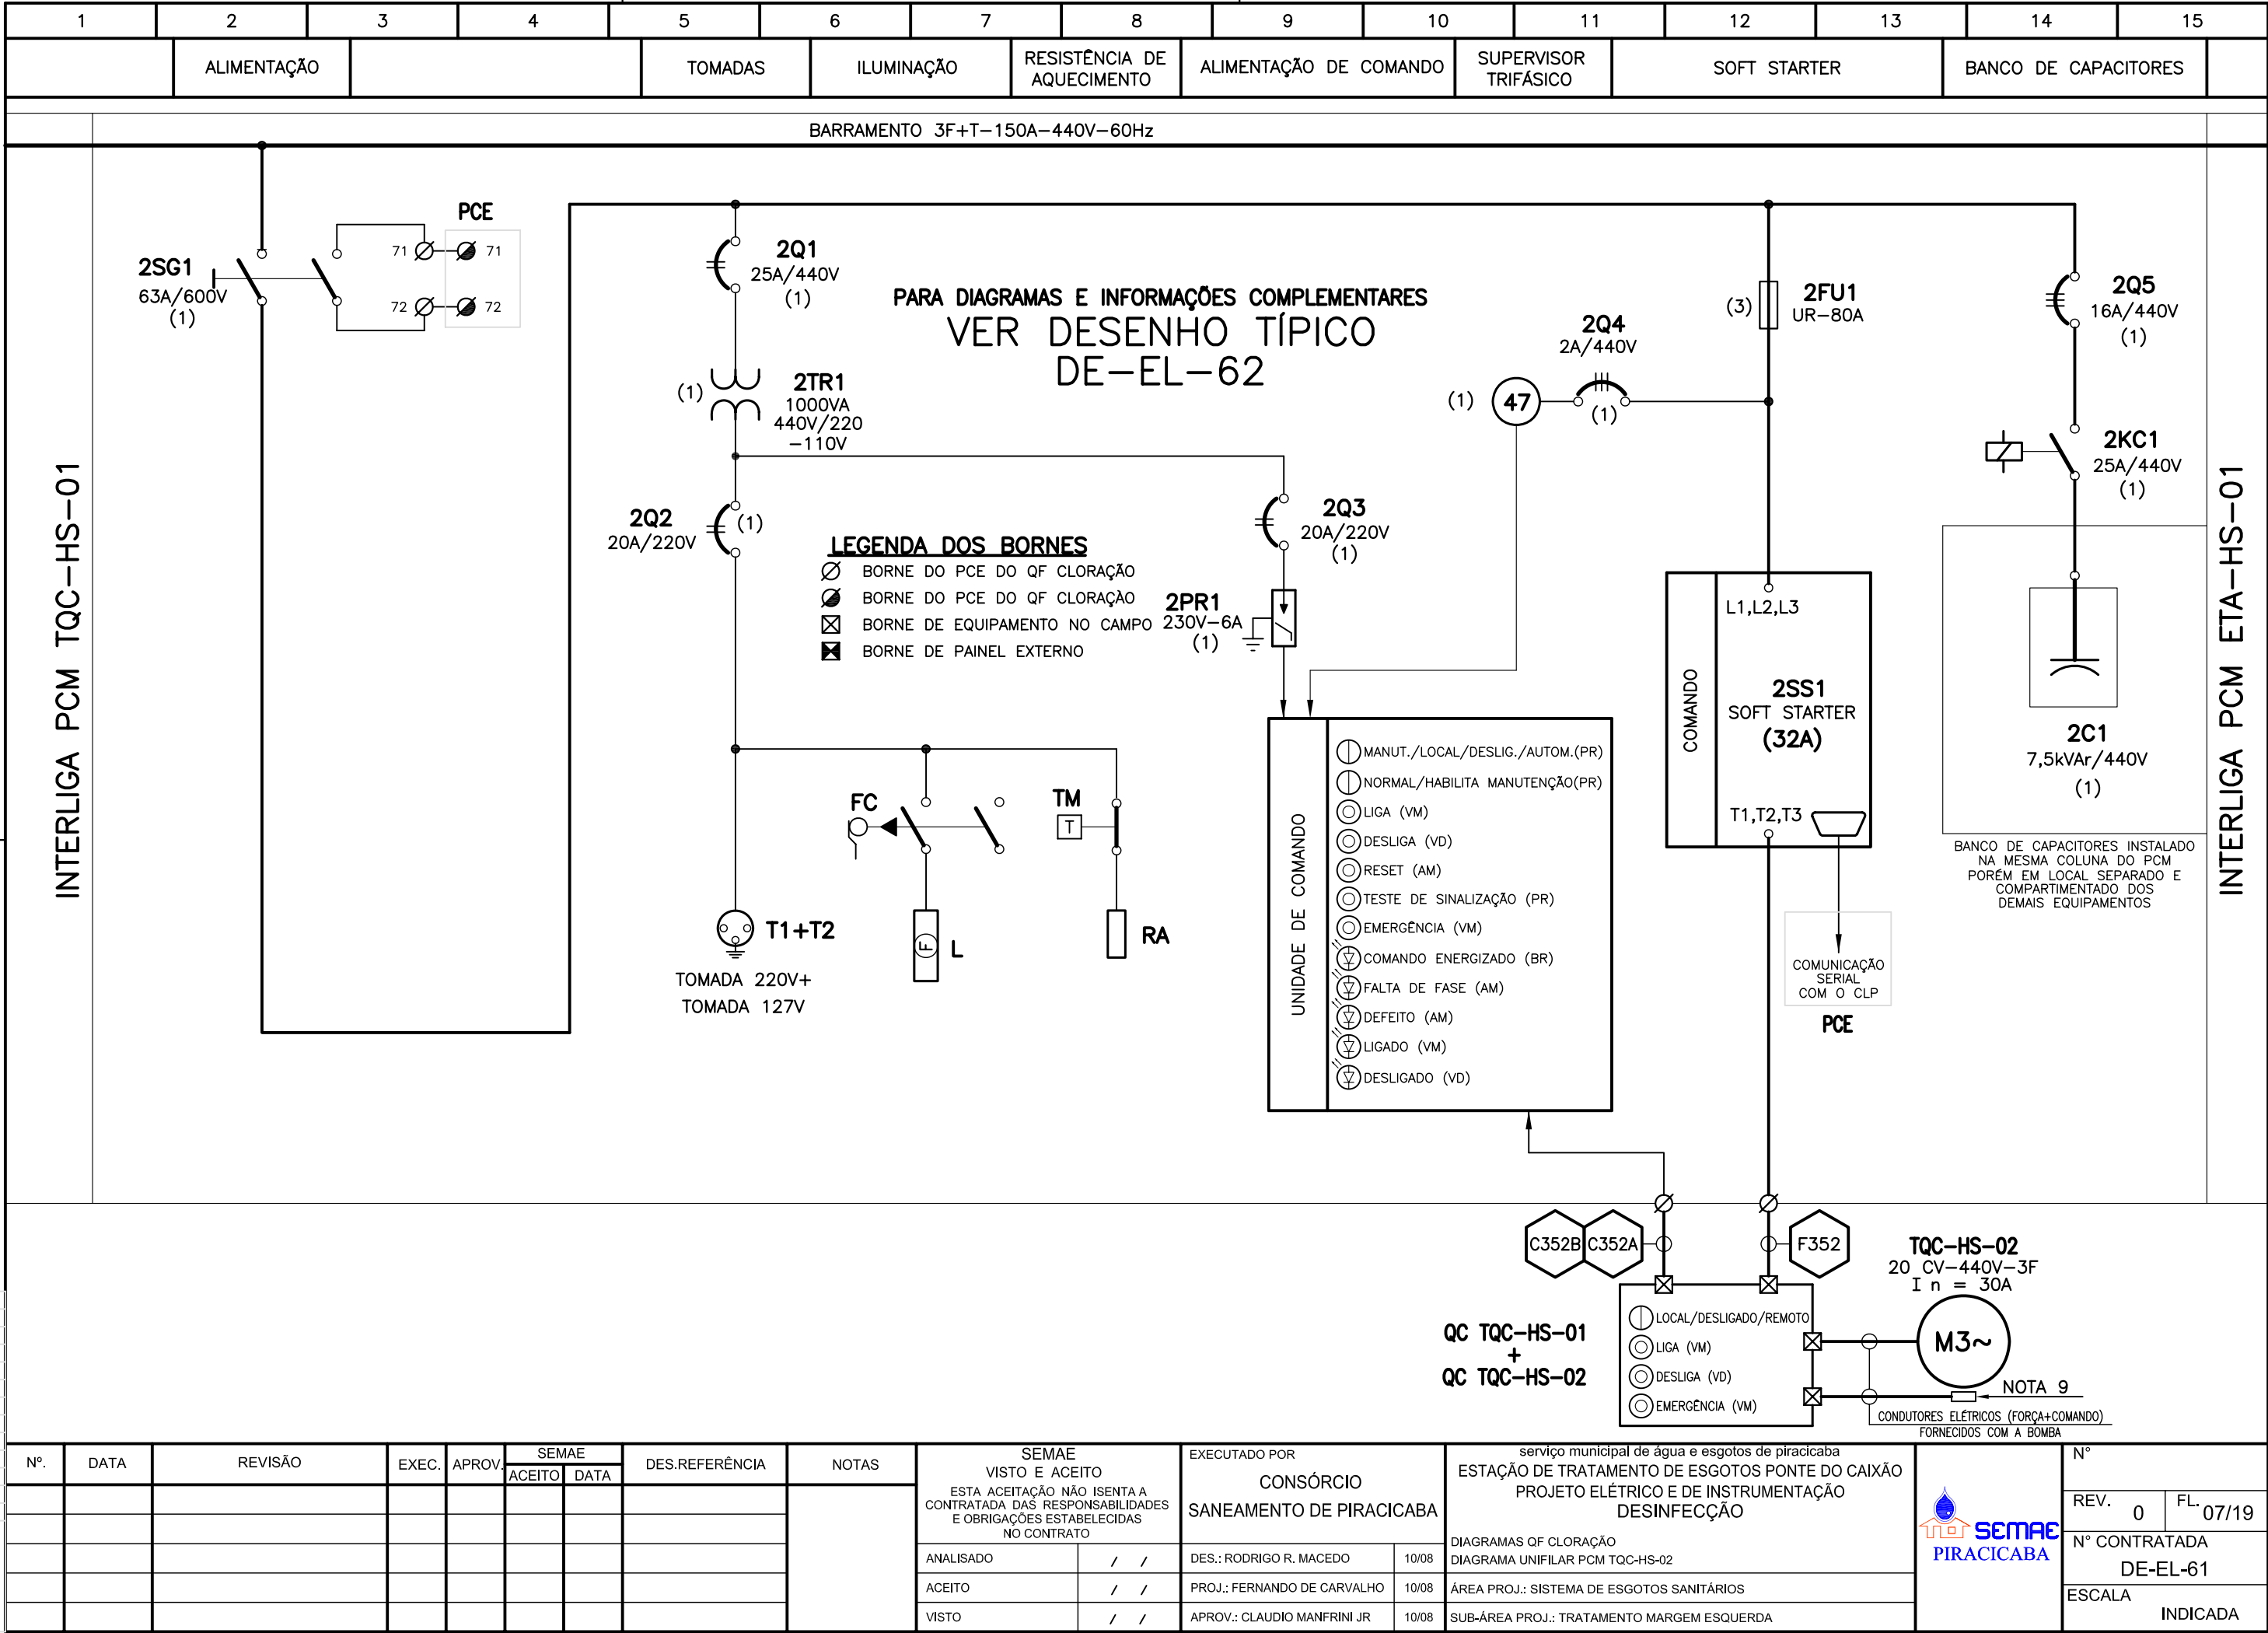 1 2 3 4 5 6 7 8 9 10 11 12 13 14 15
ALIMENTAÇÃO
TOMADAS
ILUMINAÇÃO
RESISTÊNCIA DE
AQUECIMENTO
ALIMENTAÇÃO DE COMANDO
SUPERVISOR
TRIFÁSICO
SOFT STARTER
BANCO DE CAPACITORES
BARRAMENTO 3F+T-150A-440V-60Hz
INTERLIGA PCM TQC-HS-01
2SG1
63A/600V
(1)
PCE
71 71
72 72
2Q1
25A/440V
(1)
(1)
2TR1
1000VA
440V/220
-110V
2Q2
20A/220V
(1)
PARA DIAGRAMAS E INFORMAÇÕES COMPLEMENTARES
VER DESENHO TÍPICO
DE-EL-62
LEGENDA DOS BORNES
BORNE DO PCE DO QF CLORAÇÃO
BORNE DO PCE DO QF CLORAÇÃO
BORNE DE EQUIPAMENTO NO CAMPO
BORNE DE PAINEL EXTERNO
2Q3
20A/220V
(1)
2PR1
230V-6A
(1)
(1)
47
2Q4
2A/440V
(1)
(3)
2FU1
UR-80A
2Q5
16A/440V
(1)
2KC1
25A/440V
(1)
2C1
7,5kVAr/440V
(1)
BANCO DE CAPACITORES INSTALADO
NA MESMA COLUNA DO PCM
PORÉM EM LOCAL SEPARADO E
COMPARTIMENTADO DOS
DEMAIS EQUIPAMENTOS
INTERLIGA PCM ETA-HS-01
COMANDO
L1,L2,L3
2SS1
SOFT STARTER
(32A)
T1,T2,T3
COMUNICAÇÃO
SERIAL
COM O CLP
PCE
FC
TM
T
T1+T2
TOMADA 220V+
TOMADA 127V
F
L
RA
UNIDADE DE COMANDO
MANUT./LOCAL/DESLIG./AUTOM.(PR)
NORMAL/HABILITA MANUTENÇÃO(PR)
LIGA (VM)
DESLIGA (VD)
RESET (AM)
TESTE DE SINALIZAÇÃO (PR)
EMERGÊNCIA (VM)
COMANDO ENERGIZADO (BR)
FALTA DE FASE (AM)
DEFEITO (AM)
LIGADO (VM)
DESLIGADO (VD)
C352B
C352A
F352
TQC-HS-02
20 CV-440V-3F
I n = 30A
M3~
QC TQC-HS-01
+
QC TQC-HS-02
LOCAL/DESLIGADO/REMOTO
LIGA (VM)
DESLIGA (VD)
EMERGÊNCIA (VM)
NOTA 9
CONDUTORES ELÉTRICOS (FORÇA+COMANDO)
FORNECIDOS COM A BOMBA
Nº.
DATA
REVISÃO
EXEC.
APROV.
SEMAE
ACEITO
DATA
DES.REFERÊNCIA
NOTAS
SEMAE
VISTO E ACEITO
ESTA ACEITAÇÃO NÃO ISENTA A
CONTRATADA DAS RESPONSABILIDADES
E OBRIGAÇÕES ESTABELECIDAS
NO CONTRATO
ANALISADO / /
ACEITO / /
VISTO / /
EXECUTADO POR
CONSÓRCIO
SANEAMENTO DE PIRACICABA
DES.: RODRIGO R. MACEDO 10/08
PROJ.: FERNANDO DE CARVALHO 10/08
APROV.: CLAUDIO MANFRINI JR 10/08
serviço municipal de água e esgotos de piracicaba
ESTAÇÃO DE TRATAMENTO DE ESGOTOS PONTE DO CAIXÃO
PROJETO ELÉTRICO E DE INSTRUMENTAÇÃO
DESINFECÇÃO
DIAGRAMAS QF CLORAÇÃO
DIAGRAMA UNIFILAR PCM TQC-HS-02
ÁREA PROJ.: SISTEMA DE ESGOTOS SANITÁRIOS
SUB-ÁREA PROJ.: TRATAMENTO MARGEM ESQUERDA
SEMAE
PIRACICABA
N°
REV. 0
FL. 07/19
N° CONTRATADA
DE-EL-61
ESCALA
INDICADA